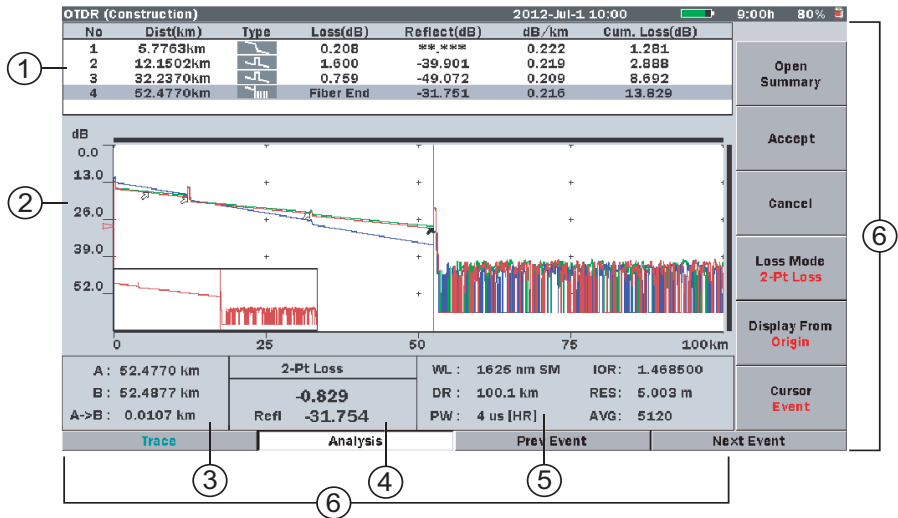 OTDR (Construction) 2012-Jul-1 10:00 9:00h 80%
No Dist(km) Type Loss(dB) Reflect(dB) dB/km Cum. Loss(dB)
1 5.7763km 0.208 **.*** 0.222 1.281
2 12.1502km 1.600 -39.901 0.219 2.888
3 32.2370km 0.759 -49.072 0.209 8.692
4 52.4770km Fiber End -31.751 0.216 13.829
Open
Summary
Accept
Cancel
Loss Mode
2-Pt Loss
Display From
Origin
Cursor
Event
dB
0.0
13.0
26.0
39.0
52.0
0 25 50 75 100km
A: 52.4770 km
B: 52.4877 km
A->B: 0.0107 km
2-Pt Loss
-0.829
Refl -31.754
WL: 1625 nm SM IOR: 1.468500
DR: 100.1 km RES: 5.003 m
PW: 4 us [HR] AVG: 5120
Trace Analysis Prev Event Next Event
1
2
3
4
5
6
6